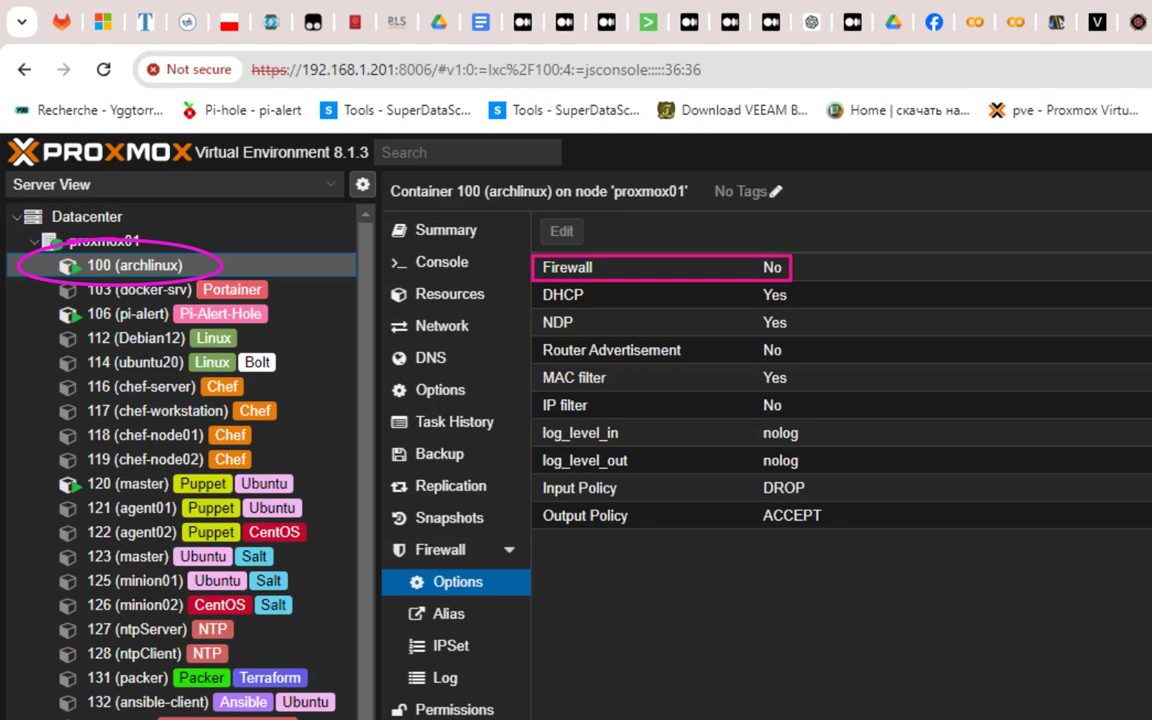 T
BLS
V
Not secure https://192.168.1.201:8006/#v1:0:=lxc%2F100:4:=jsconsole:::::36:36
Recherche - Yggtorr... Pi-hole - pi-alert S Tools - SuperDataSc... S Tools - SuperDataSc... Download VEEAM B... Home | скачать на... pve - Proxmox Virtu...
PROXMOX Virtual Environment 8.1.3 Search
Server View
Container 100 (archlinux) on node 'proxmox01' No Tags
Datacenter
proxmox01
100 (archlinux)
103 (docker-srv) Portainer
106 (pi-alert) Pi-Alert-Hole
112 (Debian12) Linux
114 (ubuntu20) Linux Bolt
116 (chef-server) Chef
117 (chef-workstation) Chef
118 (chef-node01) Chef
119 (chef-node02) Chef
120 (master) Puppet Ubuntu
121 (agent01) Puppet Ubuntu
122 (agent02) Puppet CentOS
123 (master) Ubuntu Salt
125 (minion01) Ubuntu Salt
126 (minion02) CentOS Salt
127 (ntpServer) NTP
128 (ntpClient) NTP
131 (packer) Packer Terraform
132 (ansible-client) Ansible Ubuntu
Summary
Console
Resources
Network
DNS
Options
Task History
Backup
Replication
Snapshots
Firewall
Options
Alias
IPSet
Log
Permissions
Edit
Firewall No
DHCP Yes
NDP Yes
Router Advertisement No
MAC filter Yes
IP filter No
log_level_in nolog
log_level_out nolog
Input Policy DROP
Output Policy ACCEPT